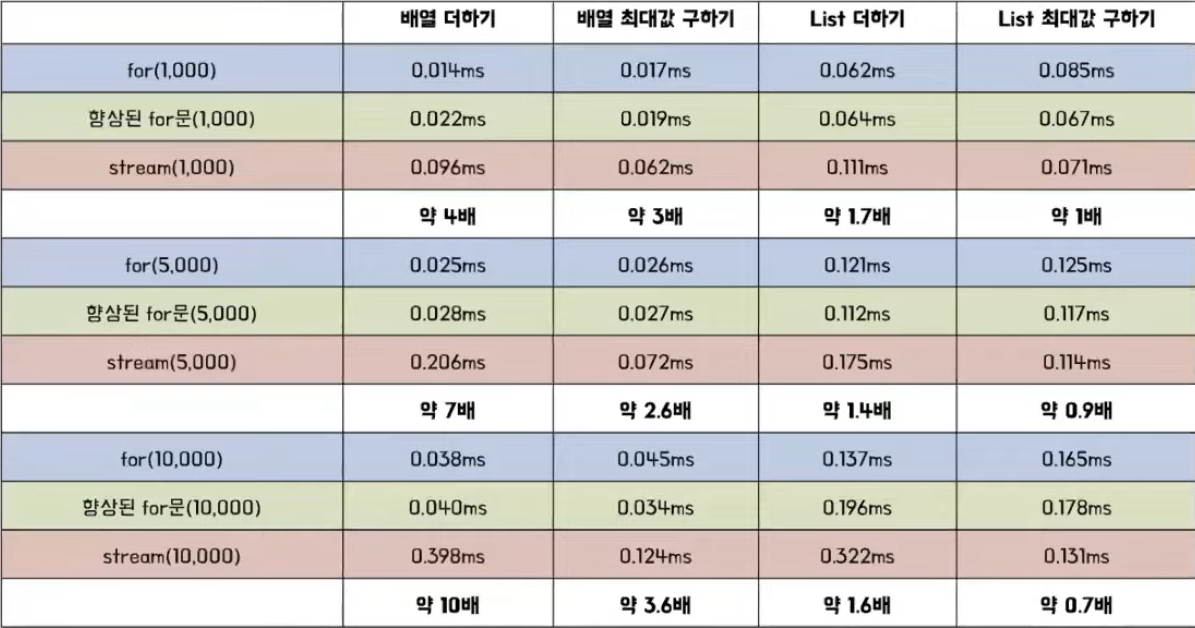 배열 더하기 배열 최대값 구하기 List 더하기 List 최대값 구하기
for(1,000) 0.014ms 0.017ms 0.062ms 0.085ms
향상된 for문(1,000) 0.022ms 0.019ms 0.064ms 0.067ms
stream(1,000) 0.096ms 0.062ms 0.111ms 0.071ms
약 4배 약 3배 약 1.7배 약 1배
for(5,000) 0.025ms 0.026ms 0.121ms 0.125ms
향상된 for문(5,000) 0.028ms 0.027ms 0.112ms 0.117ms
stream(5,000) 0.206ms 0.072ms 0.175ms 0.114ms
약 7배 약 2.6배 약 1.4배 약 0.9배
for(10,000) 0.038ms 0.045ms 0.137ms 0.165ms
향상된 for문(10,000) 0.040ms 0.034ms 0.196ms 0.178ms
stream(10,000) 0.398ms 0.124ms 0.322ms 0.131ms
약 10배 약 3.6배 약 1.6배 약 0.7배